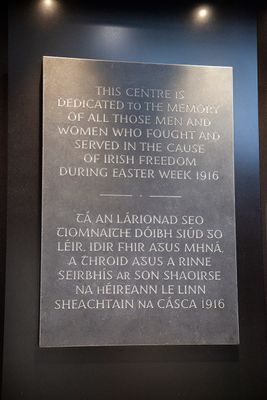 THIS CENTRE IS
DEDICATED TO THE MEMORY
OF ALL THOSE MEN AND
WOMEN WHO FOUGHT AND
SERVED IN THE CAUSE
OF IRISH FREEDOM
DURING EASTER WEEK 1916
TÁ AN LÁRIONAD SEO
TIOMNAITHE DÓIBH SIÚD GO
LÉIR, IDIR FHIR AGUS MHNÁ,
A THROID AGUS A RINNE
SEIRBHÍS AR SON SHAOIRSE
NA hÉIREANN LE LINN
SHEACHTAIN NA CÁSCA 1916